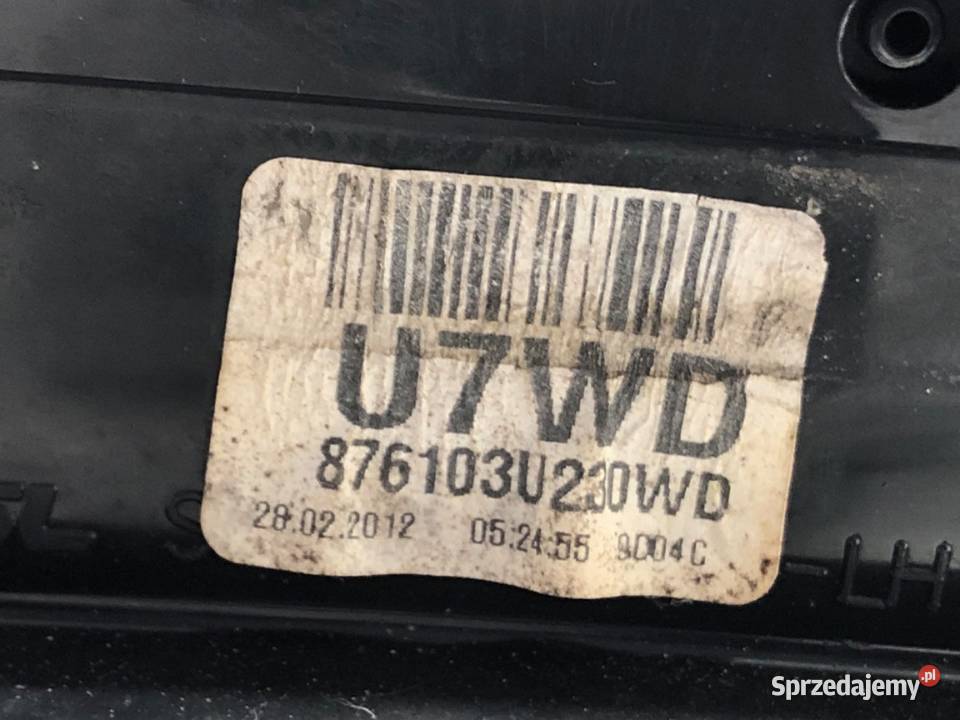 U7WD
876103U230WD
28.02.2012 05:24:55 9D04C
-LH
Sprzedajemy.pl